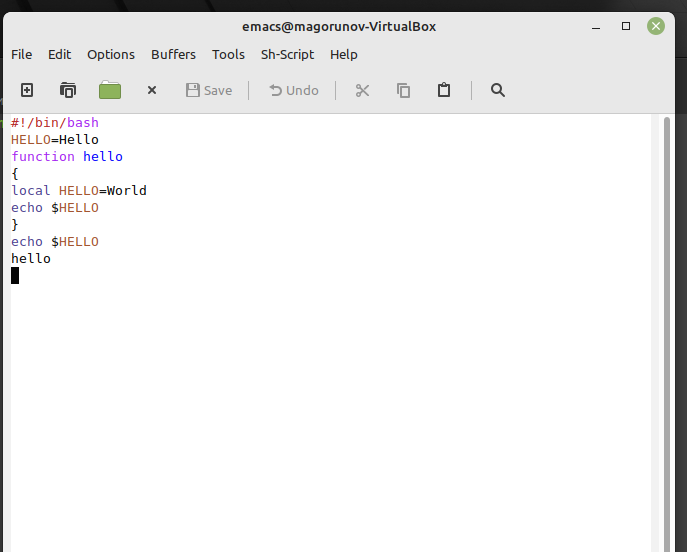 emacs@magorunov-VirtualBox
File Edit Options Buffers Tools Sh-Script Help
Save Undo
#!/bin/bash
HELLO=Hello
function hello
{
local HELLO=World
echo $HELLO
}
echo $HELLO
hello